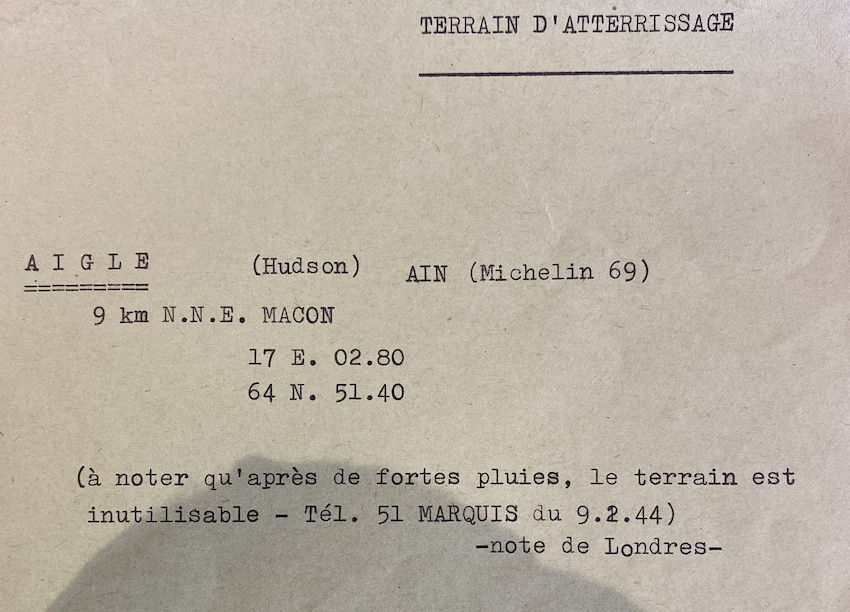 TERRAIN D'ATTERRISSAGE
A I G L E (Hudson) AIN (Michelin 69)
9 km N.N.E. MACON
17 E. 02.80
64 N. 51.40
(à noter qu'après de fortes pluies, le terrain est
inutilisable - Tél. 51 MARQUIS du 9.2.44)
-note de Londres-